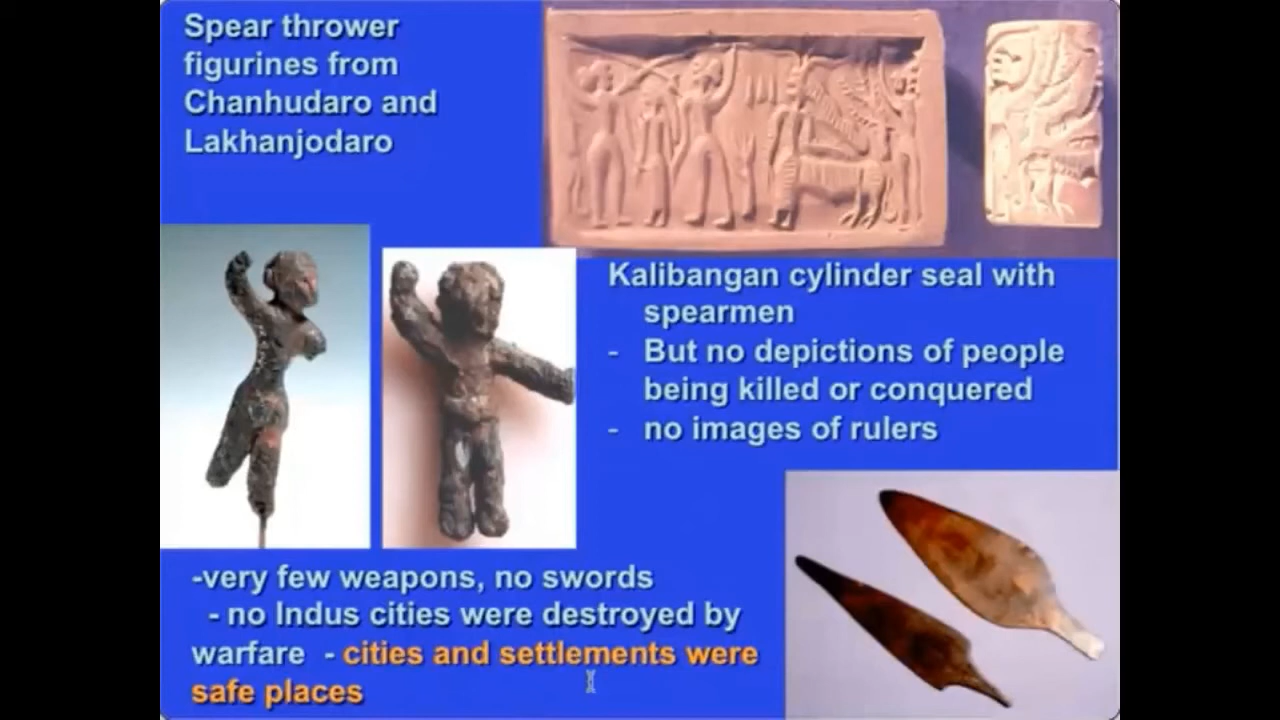 Spear thrower
figurines from
Chanhudaro and
Lakhanjodaro
Kalibangan cylinder seal with
spearmen
- But no depictions of people
being killed or conquered
- no images of rulers
-very few weapons, no swords
- no Indus cities were destroyed by
warfare - cities and settlements were
safe places